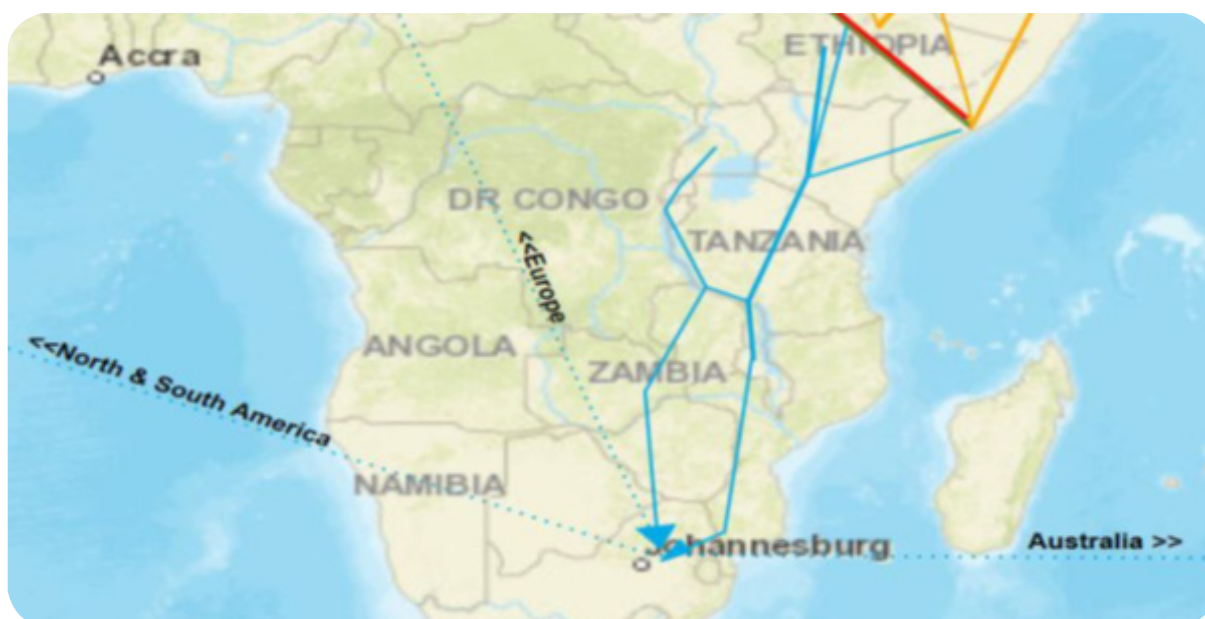 ETHIOPIA
Accra
DR CONGO
TANZANIA
<<Europe
ANGOLA
<<North & South America
ZAMBIA
NAMIBIA
Johannesburg
Australia >>